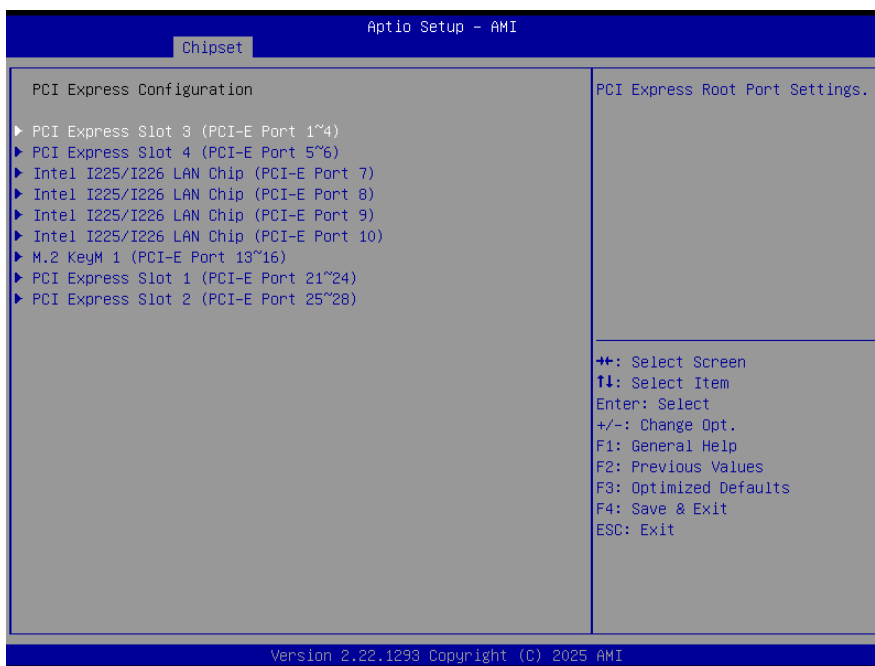 Aptio Setup – AMI
Chipset
PCI Express Configuration
PCI Express Slot 3 (PCI-E Port 1~4)
PCI Express Slot 4 (PCI-E Port 5~6)
Intel I225/I226 LAN Chip (PCI-E Port 7)
Intel I225/I226 LAN Chip (PCI-E Port 8)
Intel I225/I226 LAN Chip (PCI-E Port 9)
Intel I225/I226 LAN Chip (PCI-E Port 10)
M.2 KeyM 1 (PCI-E Port 13~16)
PCI Express Slot 1 (PCI-E Port 21~24)
PCI Express Slot 2 (PCI-E Port 25~28)
PCI Express Root Port Settings.
→←: Select Screen
↑↓: Select Item
Enter: Select
+/-: Change Opt.
F1: General Help
F2: Previous Values
F3: Optimized Defaults
F4: Save & Exit
ESC: Exit
Version 2.22.1293 Copyright (C) 2025 AMI